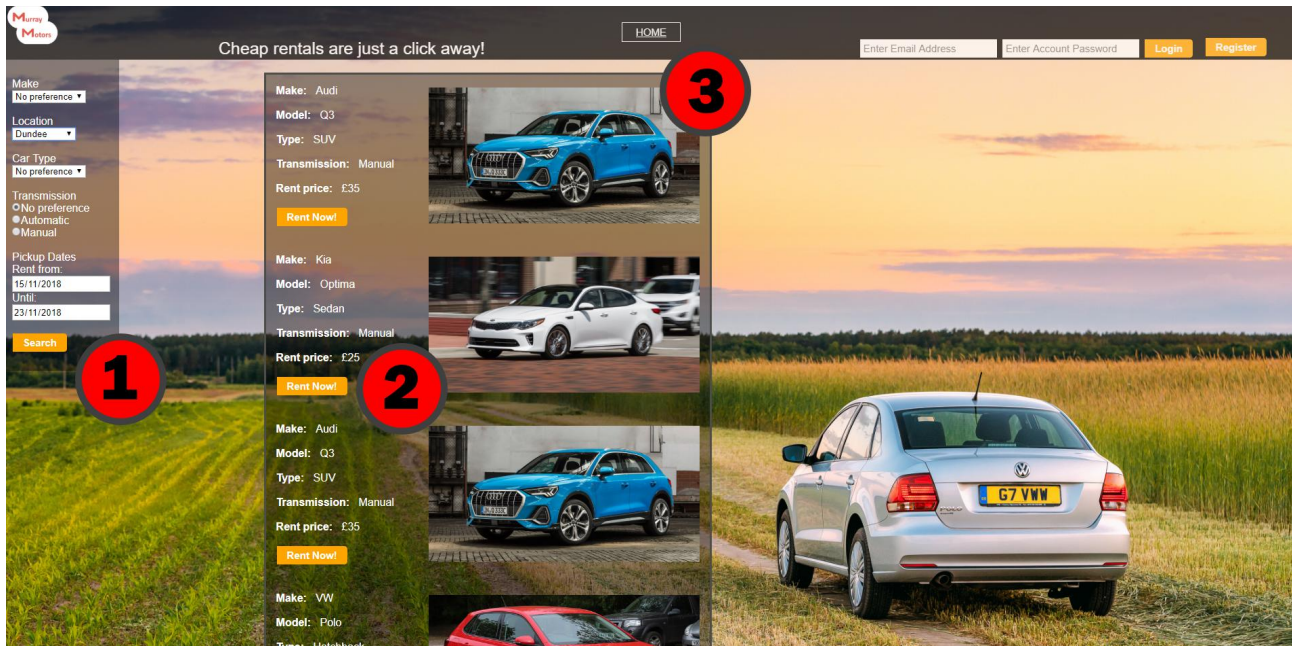 Murray
Motors
HOME
Cheap rentals are just a click away!
Enter Email Address
Enter Account Password
Login
Register
Make
No preference
Location
Dundee
Car Type
No preference
Transmission
No preference
Automatic
Manual
Pickup Dates
Rent from:
15/11/2018
Until:
23/11/2018
Search
1
Make: Audi
Model: Q3
Type: SUV
Transmission: Manual
Rent price: £35
Rent Now!
3
Make: Kia
Model: Optima
Type: Sedan
Transmission: Manual
Rent price: £25
Rent Now!
2
Make: Audi
Model: Q3
Type: SUV
Transmission: Manual
Rent price: £35
Rent Now!
Make: VW
Model: Polo
Type: Hatchback
G7 VWW
POLO